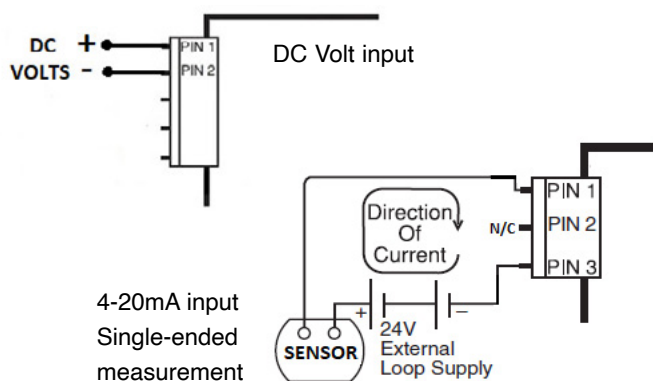 DC + PIN 1
VOLTS - PIN 2
DC Volt input
PIN 1
N/C PIN 2
PIN 3
Direction
Of
Current
4-20mA input
Single-ended
measurement
SENSOR
+ −
24V
External
Loop Supply